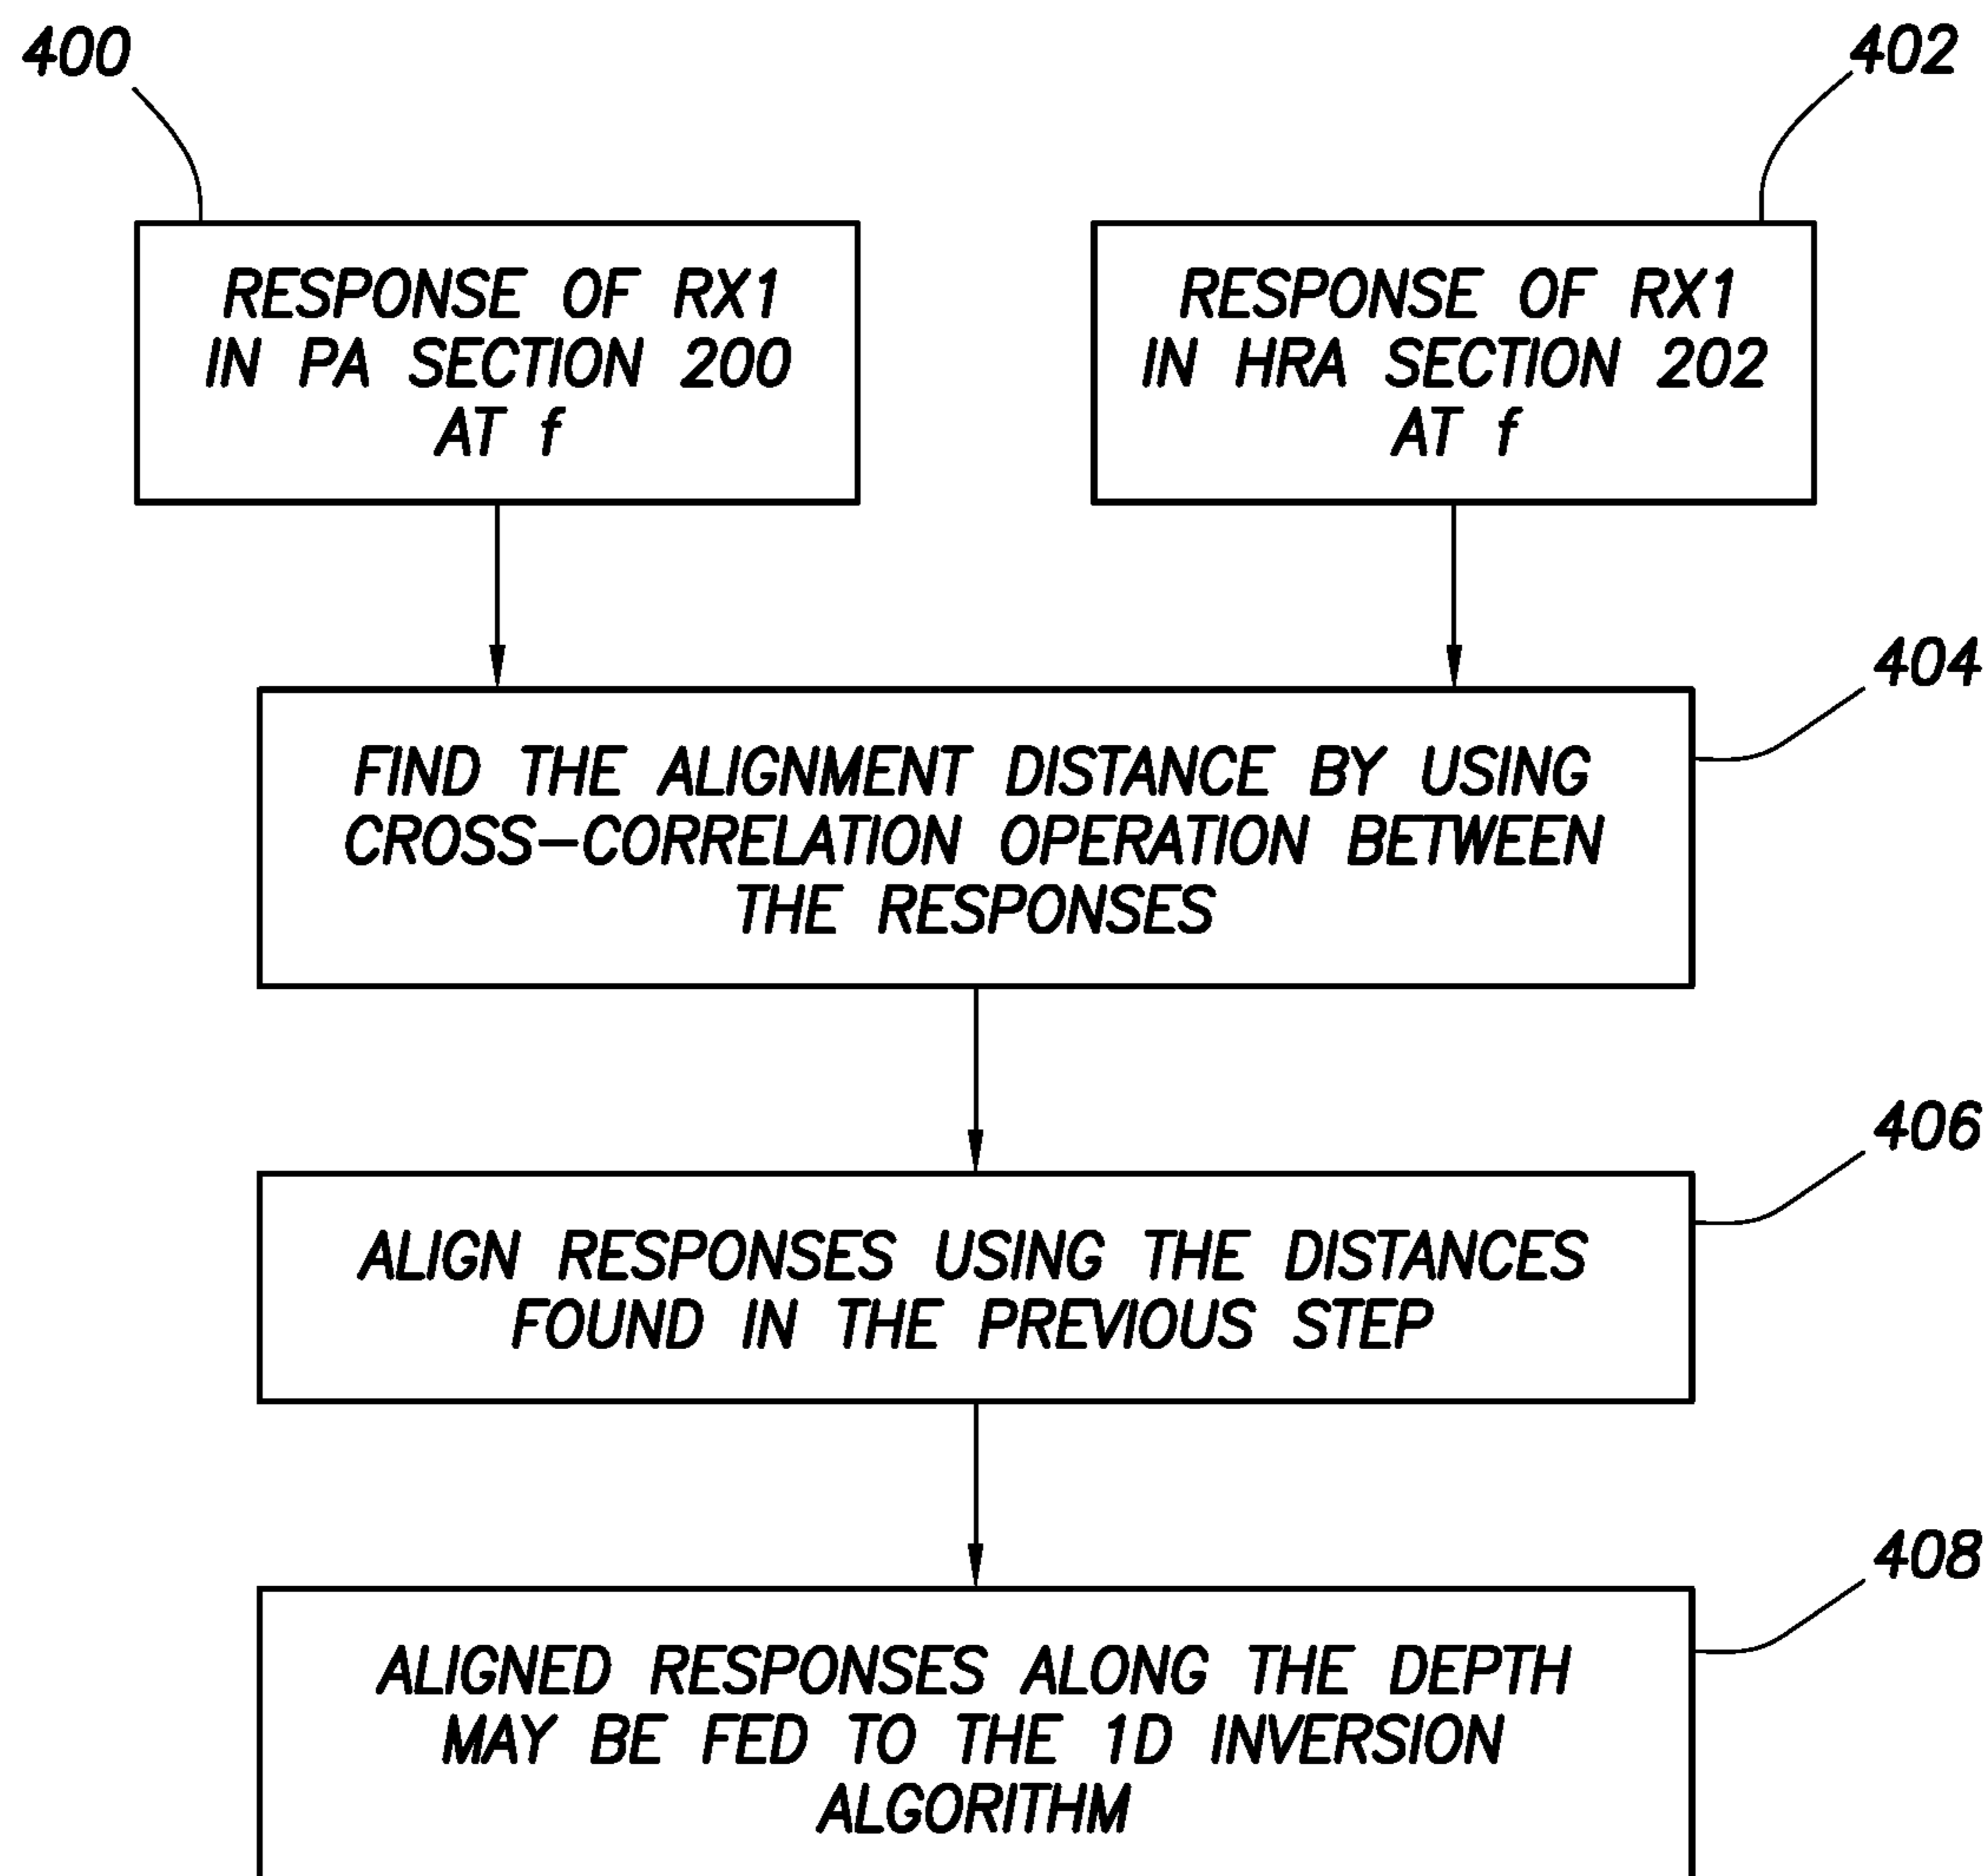 400
402
RESPONSE OF RX1
IN PA SECTION 200
AT f
RESPONSE OF RX1
IN HRA SECTION 202
AT f
404
FIND THE ALIGNMENT DISTANCE BY USING
CROSS-CORRELATION OPERATION BETWEEN
THE RESPONSES
406
ALIGN RESPONSES USING THE DISTANCES
FOUND IN THE PREVIOUS STEP
408
ALIGNED RESPONSES ALONG THE DEPTH
MAY BE FED TO THE 1D INVERSION
ALGORITHM